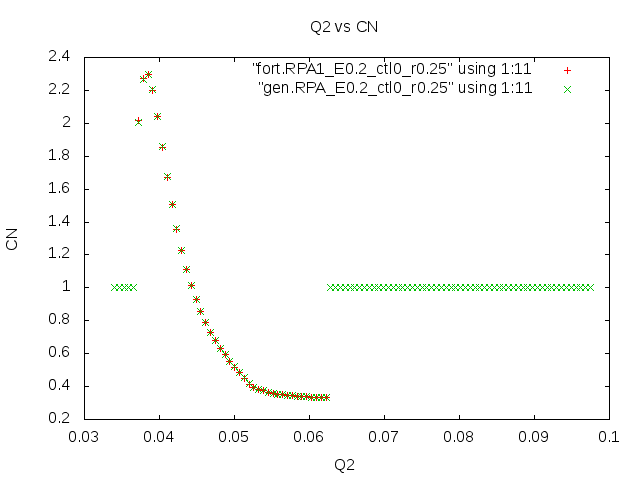 Q2 vs CN
"fort.RPA1_E0.2_ctl0_r0.25" using 1:11
"gen.RPA_E0.2_ctl0_r0.25" using 1:11
2.4
2.2
2
1.8
1.6
1.4
1.2
1
0.8
0.6
0.4
0.2
CN
0.03 0.04 0.05 0.06 0.07 0.08 0.09 0.1
Q2